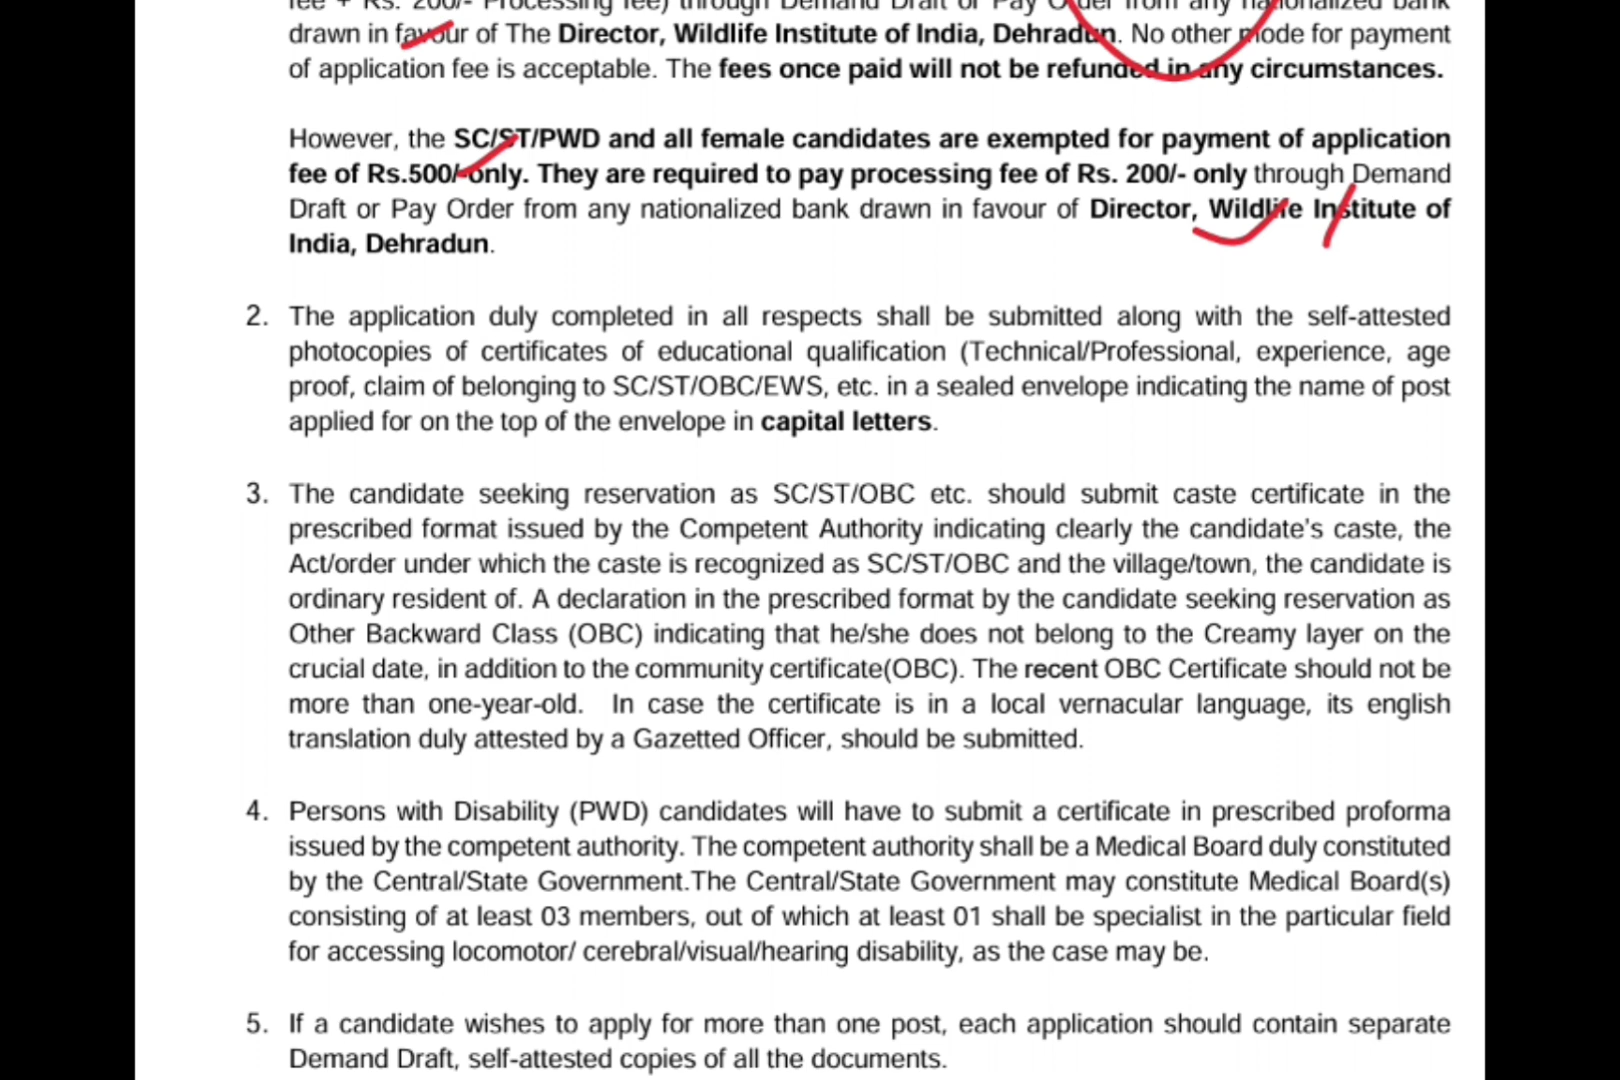 fee + Rs. 200/- Processing fee) through Demand Draft or Pay Order from any nationalized bank
drawn in favour of The Director, Wildlife Institute of India, Dehradun. No other mode for payment
of application fee is acceptable. The fees once paid will not be refunded in any circumstances.
However, the SC/ST/PWD and all female candidates are exempted for payment of application
fee of Rs.500/- only. They are required to pay processing fee of Rs. 200/- only through Demand
Draft or Pay Order from any nationalized bank drawn in favour of Director, Wildlife Institute of
India, Dehradun.
2. The application duly completed in all respects shall be submitted along with the self-attested
photocopies of certificates of educational qualification (Technical/Professional, experience, age
proof, claim of belonging to SC/ST/OBC/EWS, etc. in a sealed envelope indicating the name of post
applied for on the top of the envelope in capital letters.
3. The candidate seeking reservation as SC/ST/OBC etc. should submit caste certificate in the
prescribed format issued by the Competent Authority indicating clearly the candidate's caste, the
Act/order under which the caste is recognized as SC/ST/OBC and the village/town, the candidate is
ordinary resident of. A declaration in the prescribed format by the candidate seeking reservation as
Other Backward Class (OBC) indicating that he/she does not belong to the Creamy layer on the
crucial date, in addition to the community certificate(OBC). The recent OBC Certificate should not be
more than one-year-old. In case the certificate is in a local vernacular language, its english
translation duly attested by a Gazetted Officer, should be submitted.
4. Persons with Disability (PWD) candidates will have to submit a certificate in prescribed proforma
issued by the competent authority. The competent authority shall be a Medical Board duly constituted
by the Central/State Government.The Central/State Government may constitute Medical Board(s)
consisting of at least 03 members, out of which at least 01 shall be specialist in the particular field
for accessing locomotor/ cerebral/visual/hearing disability, as the case may be.
5. If a candidate wishes to apply for more than one post, each application should contain separate
Demand Draft, self-attested copies of all the documents.